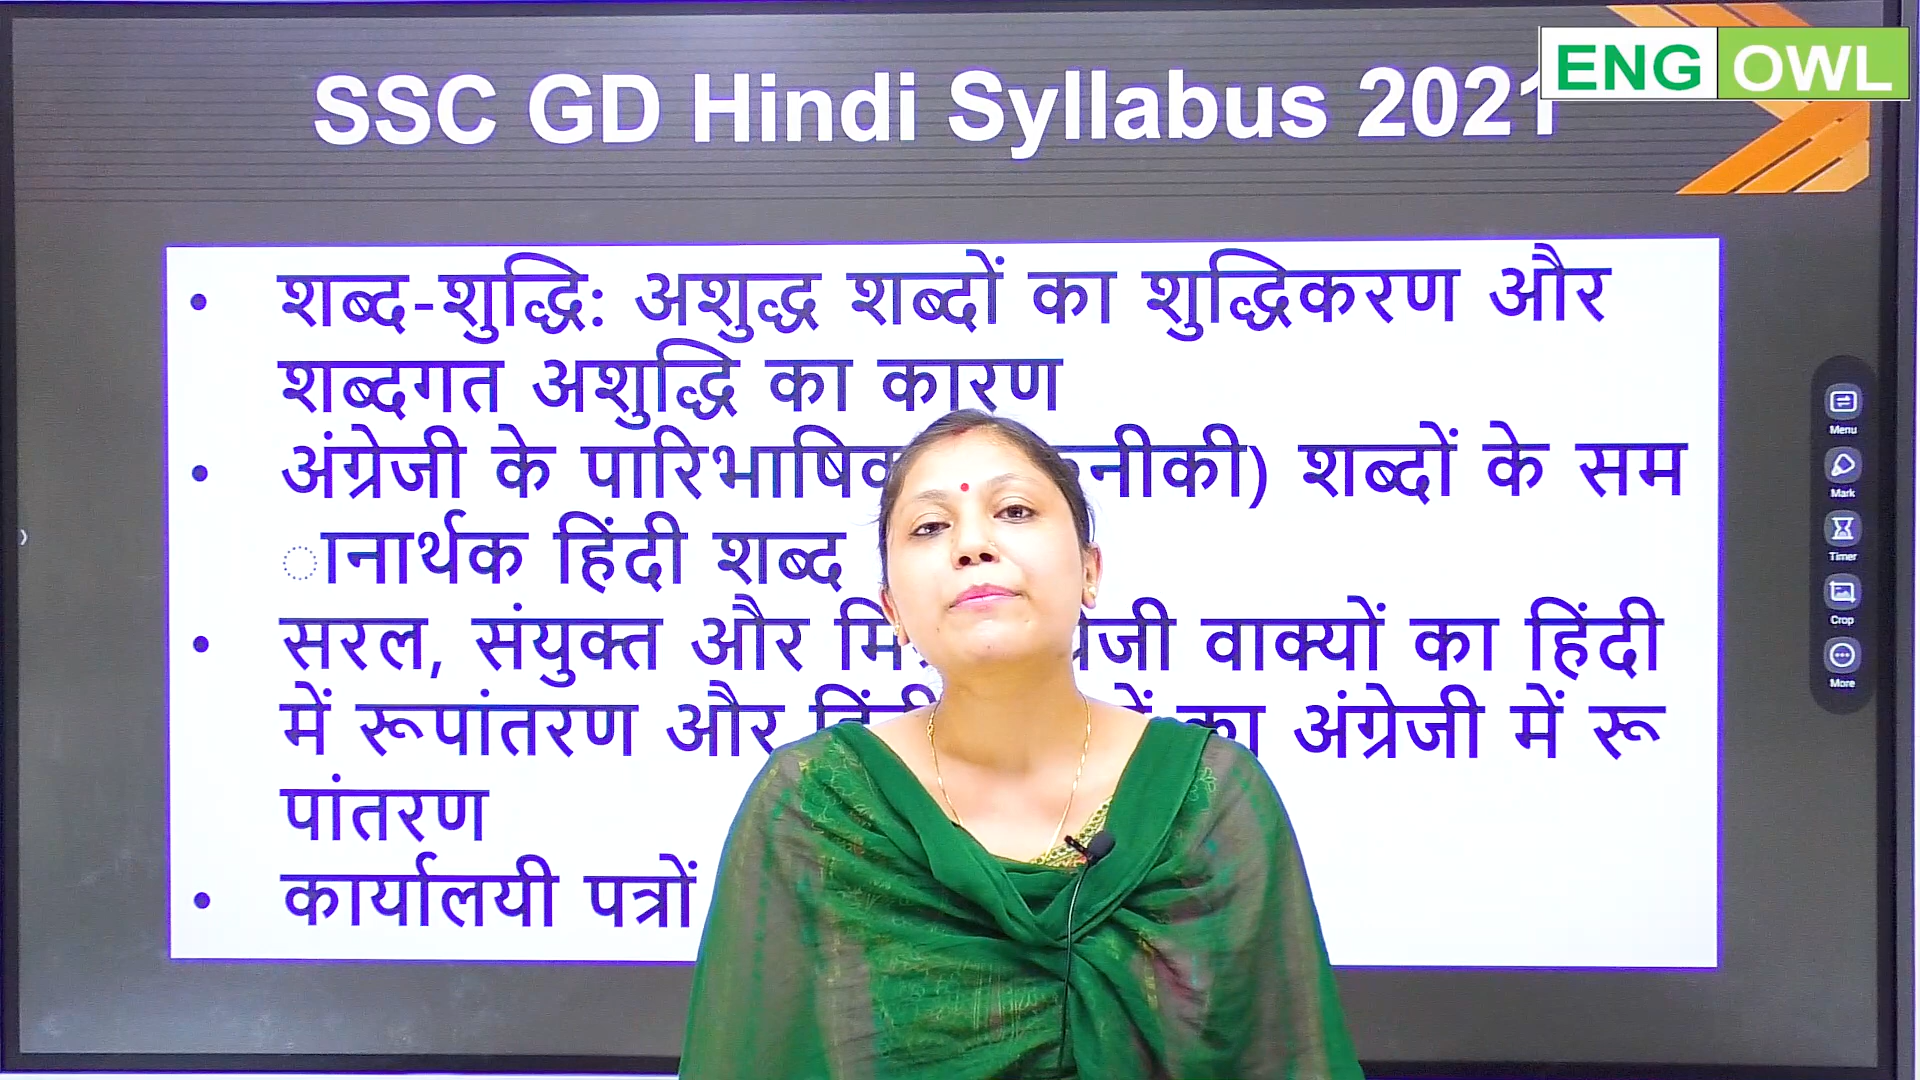 ENG OWL
SSC GD Hindi Syllabus 2021
• शब्द-शुद्धि: अशुद्ध शब्दों का शुद्धिकरण और
शब्दगत अशुद्धि का कारण
• अंग्रेजी के नीकी) शब्दों के सम
ानार्थक हिंदी शब्द
• सरल, संयुक्त और वाक्यों का हिंदी
में रूपांतरण और का अंग्रेजी में रू
पांतरण
• कार्यालयी पत्रों
Menu
Mark
Timer
Crop
More